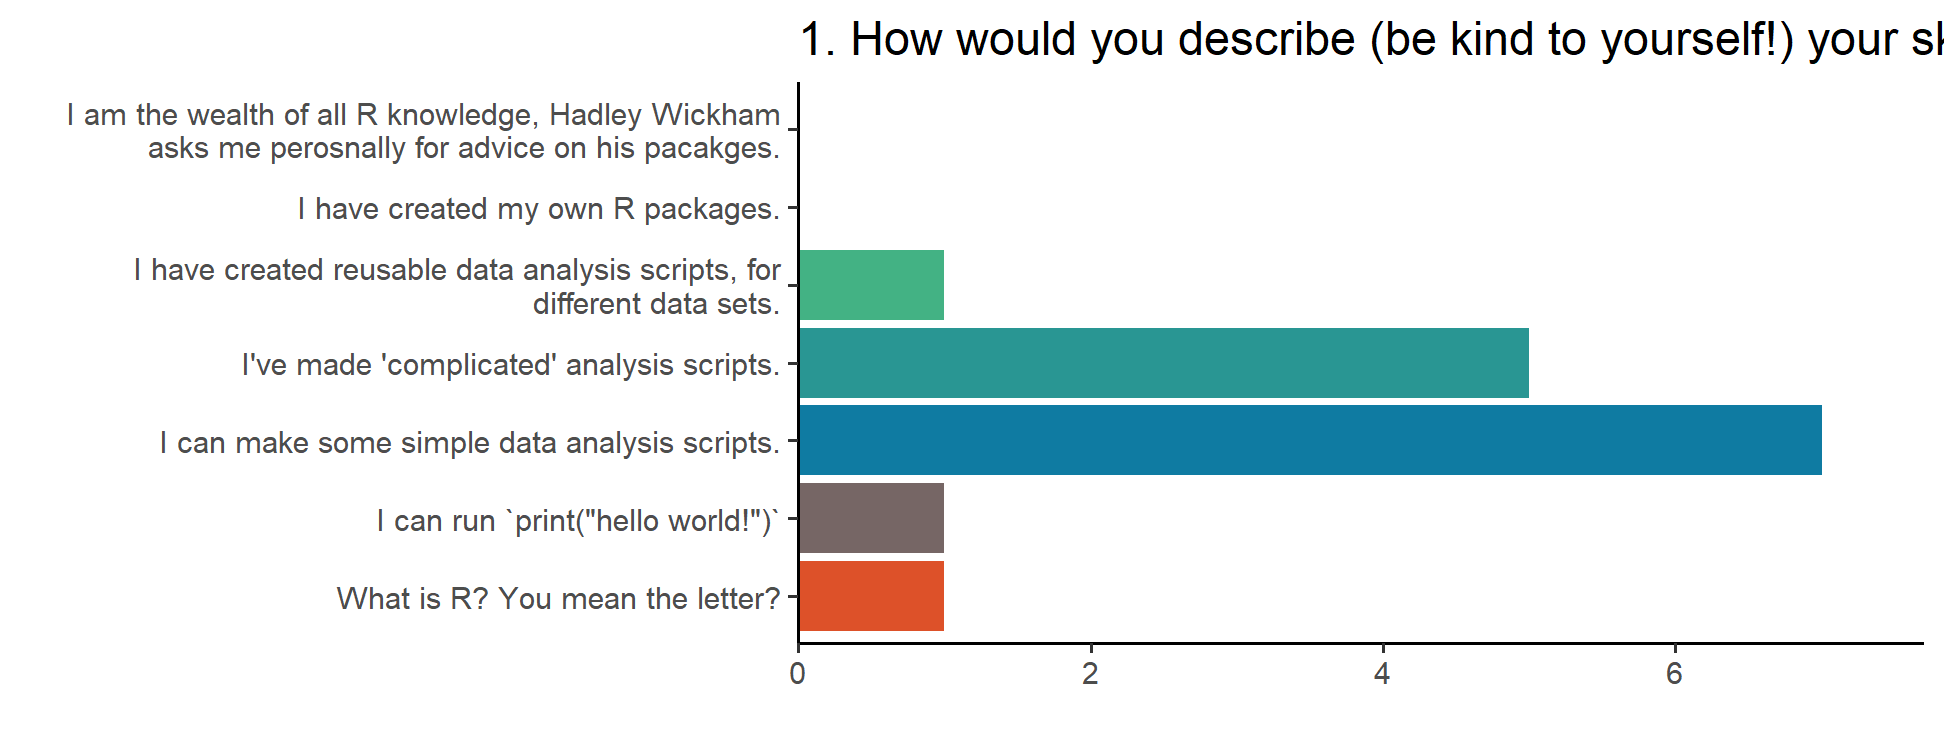 1. How would you describe (be kind to yourself!) your sk
I am the wealth of all R knowledge, Hadley Wickham
asks me perosnally for advice on his pacakges.
I have created my own R packages.
I have created reusable data analysis scripts, for
different data sets.
I've made 'complicated' analysis scripts.
I can make some simple data analysis scripts.
I can run `print("hello world!")`
What is R? You mean the letter?
0 2 4 6